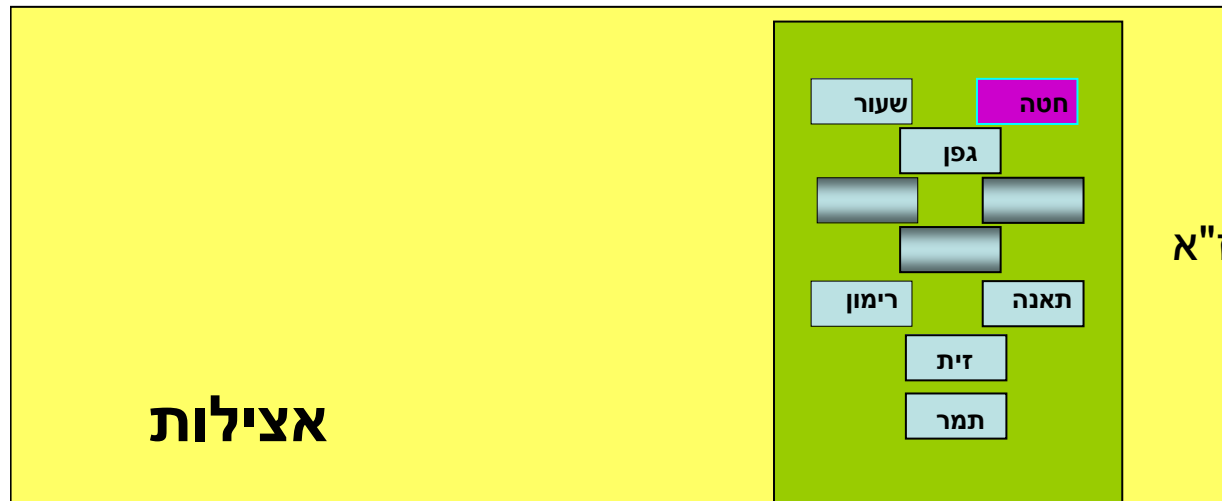 חטה שעור
גפן
תאנה רימון
זית
תמר
אצילות